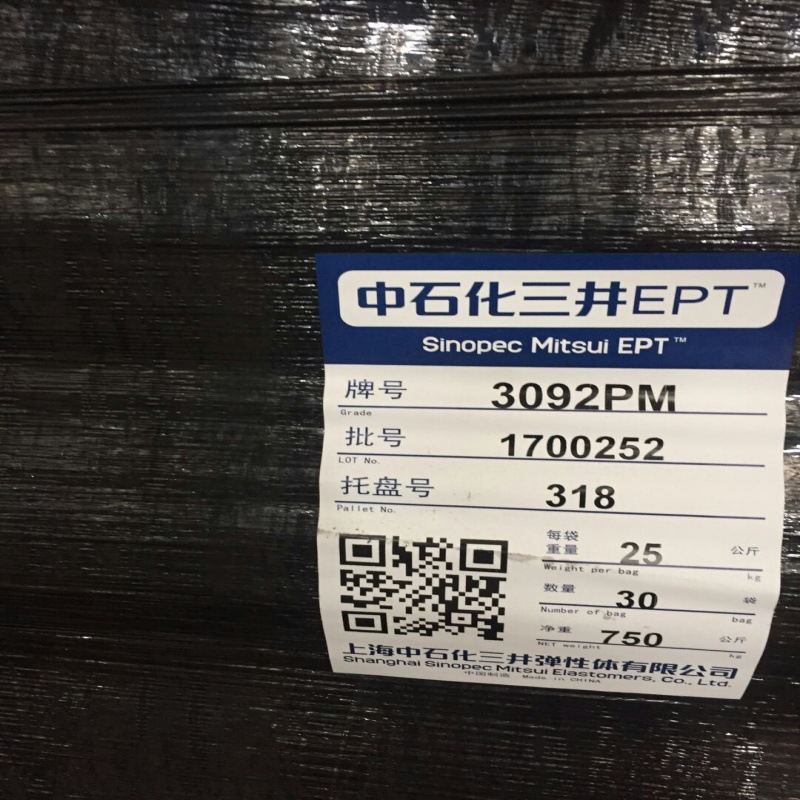 中石化三井EPT™
Sinopec Mitsui EPT™
牌号 3092PM
Grade
批号 1700252
LOT No.
托盘号 318
Pallet No.
每袋
重量 25 公斤
Weight per bag kg
数量 30 袋
Number of bag bag
净重 750 公斤
NET weight kg
上海中石化三井弹性体有限公司
Shanghai Sinopec Mitsui Elastomers, Co., Ltd.
中国制造 Made in CHINA